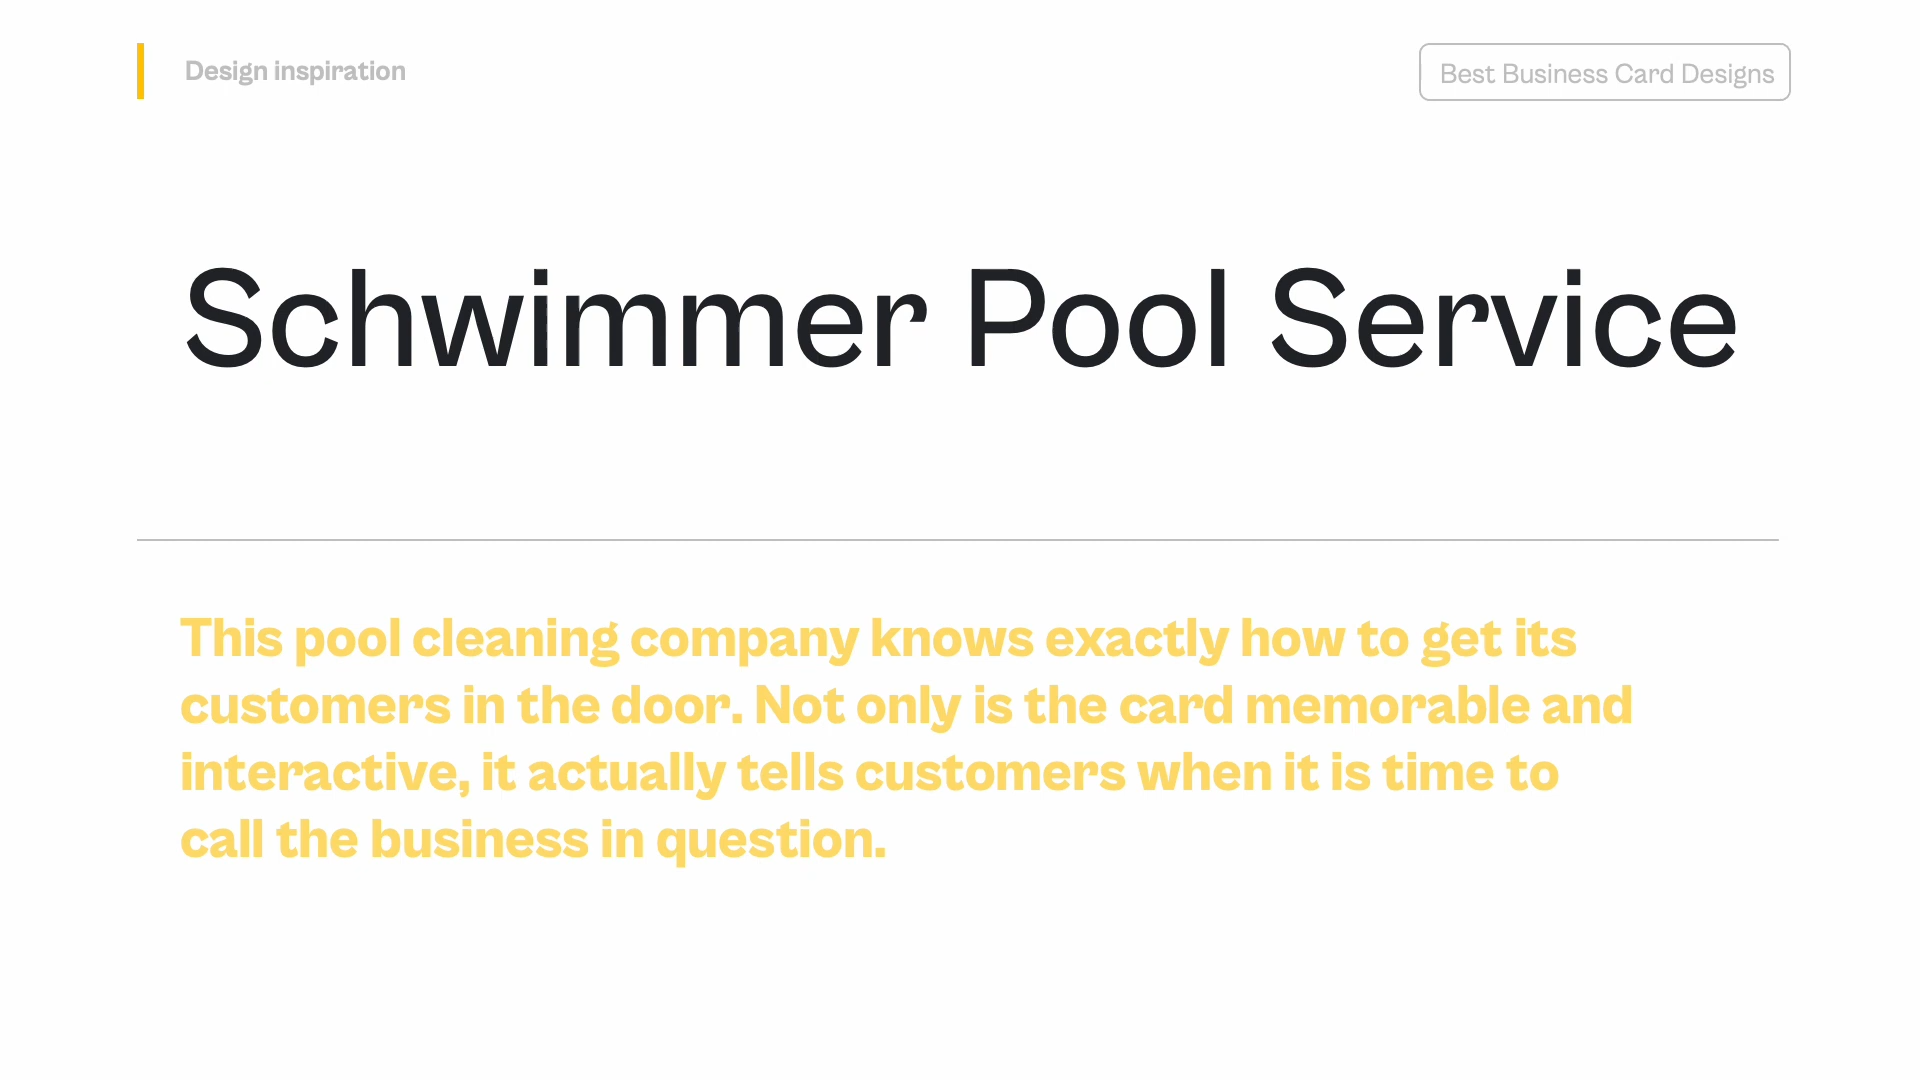 Design inspiration
Best Business Card Designs
Schwimmer Pool Service
This pool cleaning company knows exactly how to get its
customers in the door. Not only is the card memorable and
interactive, it actually tells customers when it is time to
call the business in question.